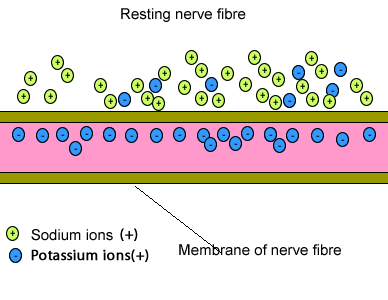 Resting nerve fibre
Sodium ions (+)
Potassium ions(+)
Membrane of nerve fibre